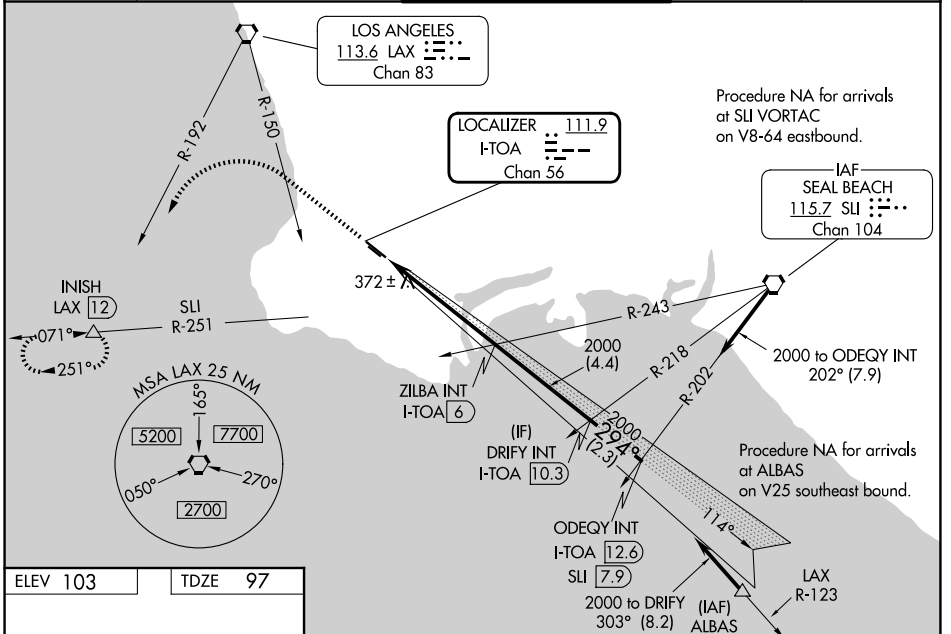 LOS ANGELES
113.6 LAX
Chan 83
R-192
R-150
LOCALIZER 111.9
I-TOA
Chan 56
Procedure NA for arrivals
at SLI VORTAC
on V8-64 eastbound.
IAF
SEAL BEACH
115.7 SLI
Chan 104
372 ±
INISH
LAX 12
SLI
R-251
071°
251°
R-243
2000
(4.4)
R-218
R-202
2000 to ODEQY INT
202° (7.9)
ZILBA INT
I-TOA 6
(IF)
DRIFY INT
I-TOA 10.3
2000
294°
(2.3)
Procedure NA for arrivals
at ALBAS
on V25 southeast bound.
MSA LAX 25 NM
165°
5200
7700
050°
270°
2700
114°
ODEQY INT
I-TOA 12.6
SLI 7.9
2000 to DRIFY
303° (8.2)
(IAF)
ALBAS
LAX
R-123
ELEV 103
TDZE 97